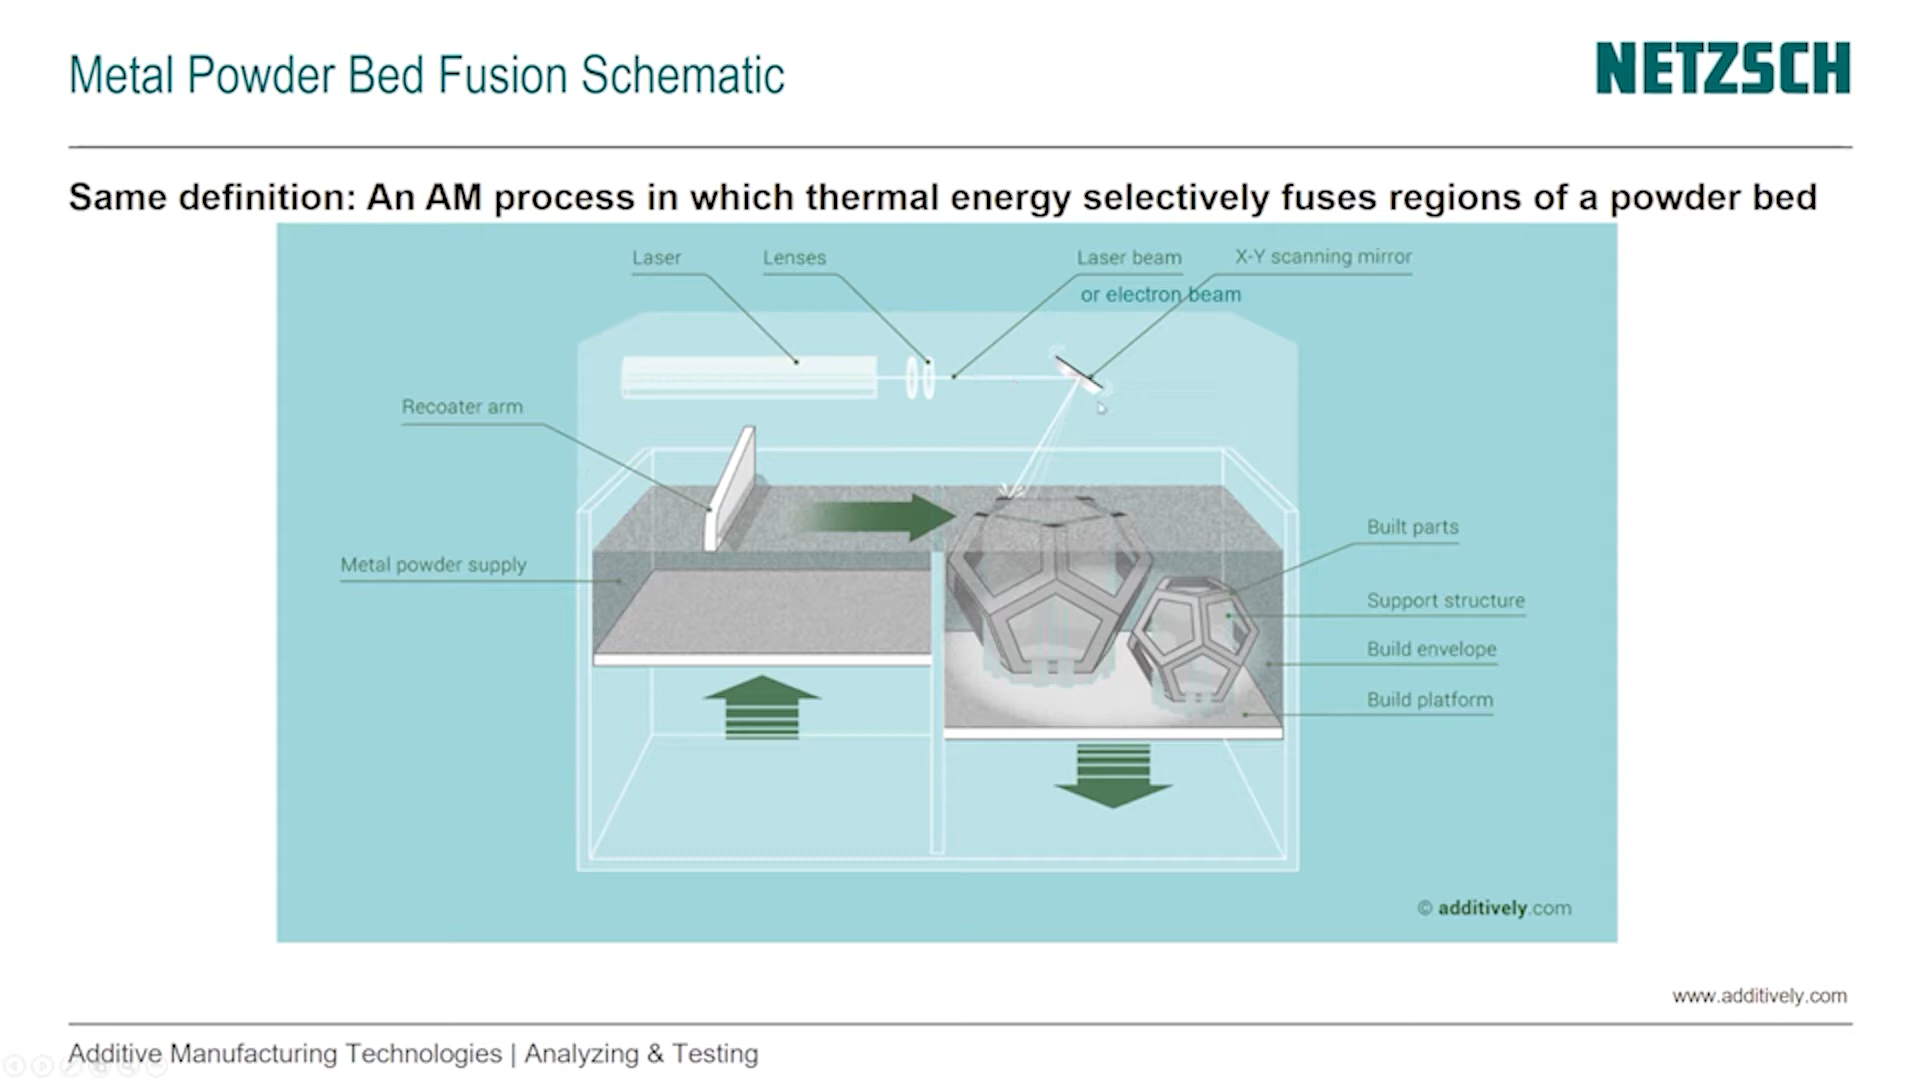 Metal Powder Bed Fusion Schematic
NETZSCH
Same definition: An AM process in which thermal energy selectively fuses regions of a powder bed
Laser
Lenses
Laser beam
X-Y scanning mirror
or electron beam
Recoater arm
Metal powder supply
Built parts
Support structure
Build envelope
Build platform
© additively.com
www.additively.com
Additive Manufacturing Technologies | Analyzing & Testing